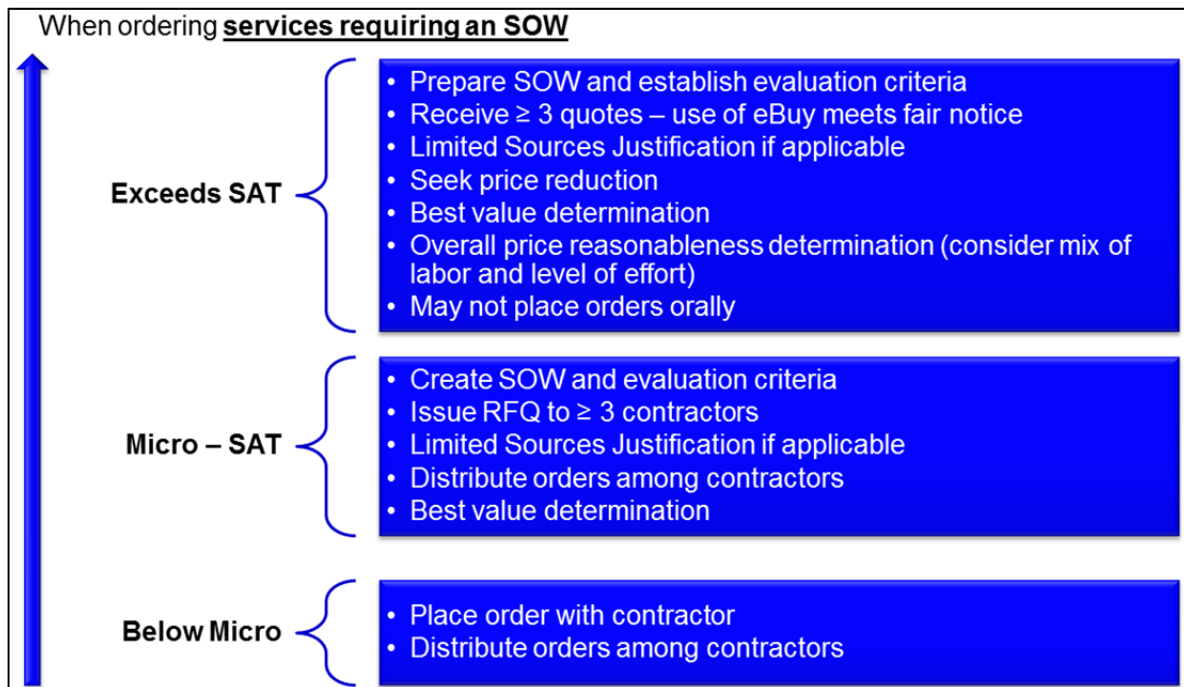 When ordering services requiring an SOW
Exceeds SAT
• Prepare SOW and establish evaluation criteria
• Receive ≥ 3 quotes – use of eBuy meets fair notice
• Limited Sources Justification if applicable
• Seek price reduction
• Best value determination
• Overall price reasonableness determination (consider mix of
labor and level of effort)
• May not place orders orally
Micro – SAT
• Create SOW and evaluation criteria
• Issue RFQ to ≥ 3 contractors
• Limited Sources Justification if applicable
• Distribute orders among contractors
• Best value determination
Below Micro
• Place order with contractor
• Distribute orders among contractors